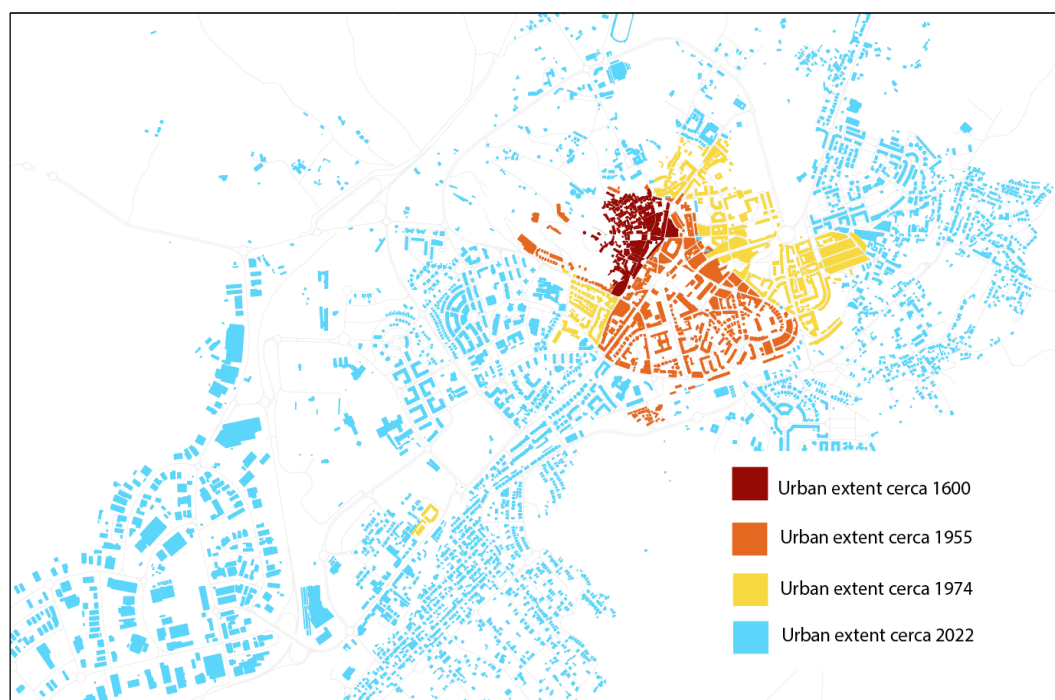 Urban extent cerca 1600
Urban extent cerca 1955
Urban extent cerca 1974
Urban extent cerca 2022